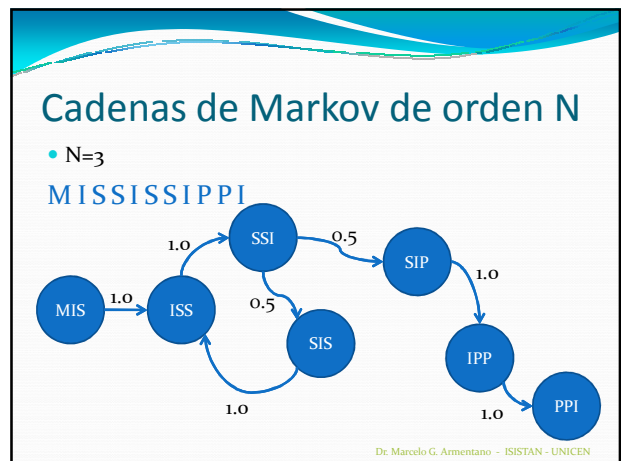 Cadenas de Markov de orden N
• N=3
MISSISSIPPI
SSI
0.5
1.0
SIP
1.0
MIS
1.0
ISS
0.5
SIS
IPP
1.0
1.0
PPI
Dr. Marcelo G. Armentano - ISISTAN - UNICEN